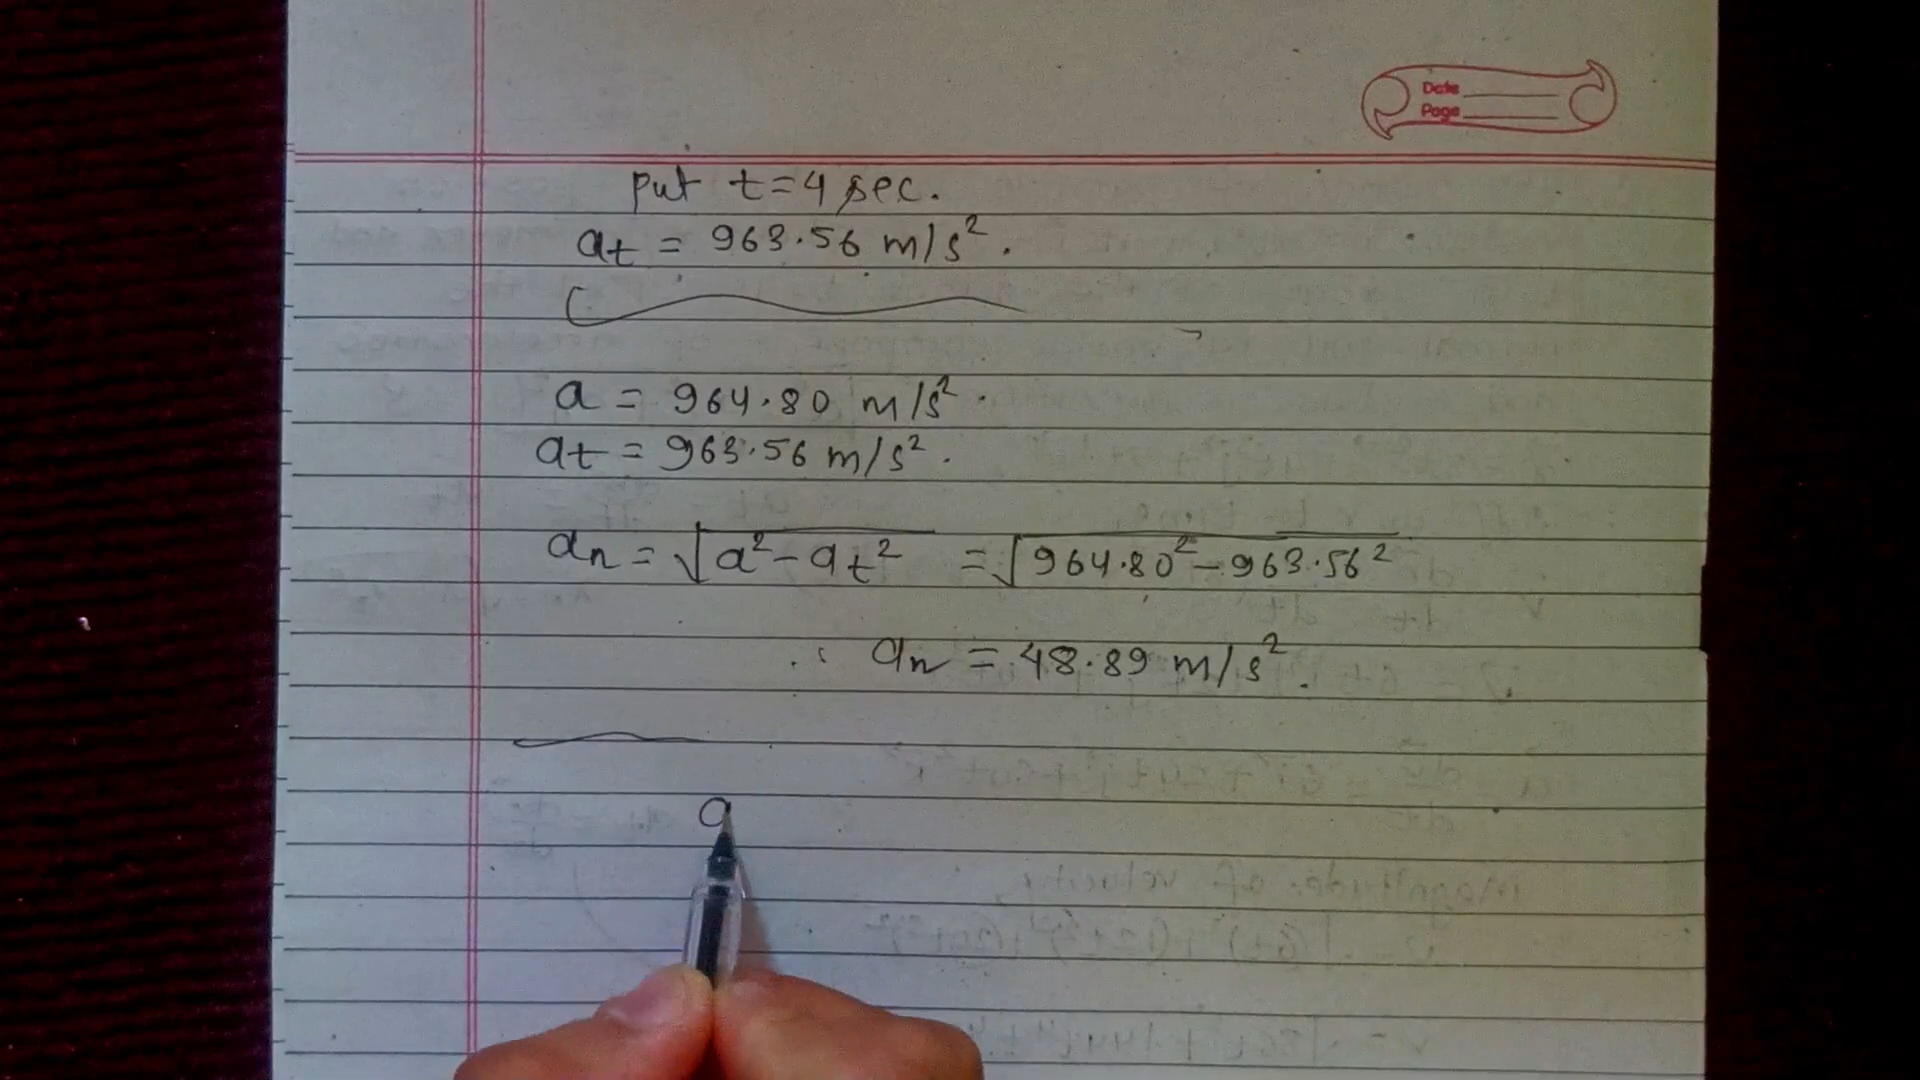 Date
Page
put t=4 sec.
at = 963.56 m/s².
a = 964.80 m/s².
at = 963.56 m/s².
an = √a²-at² = √964.80²-963.56²
∴ an = 48.89 m/s².
a